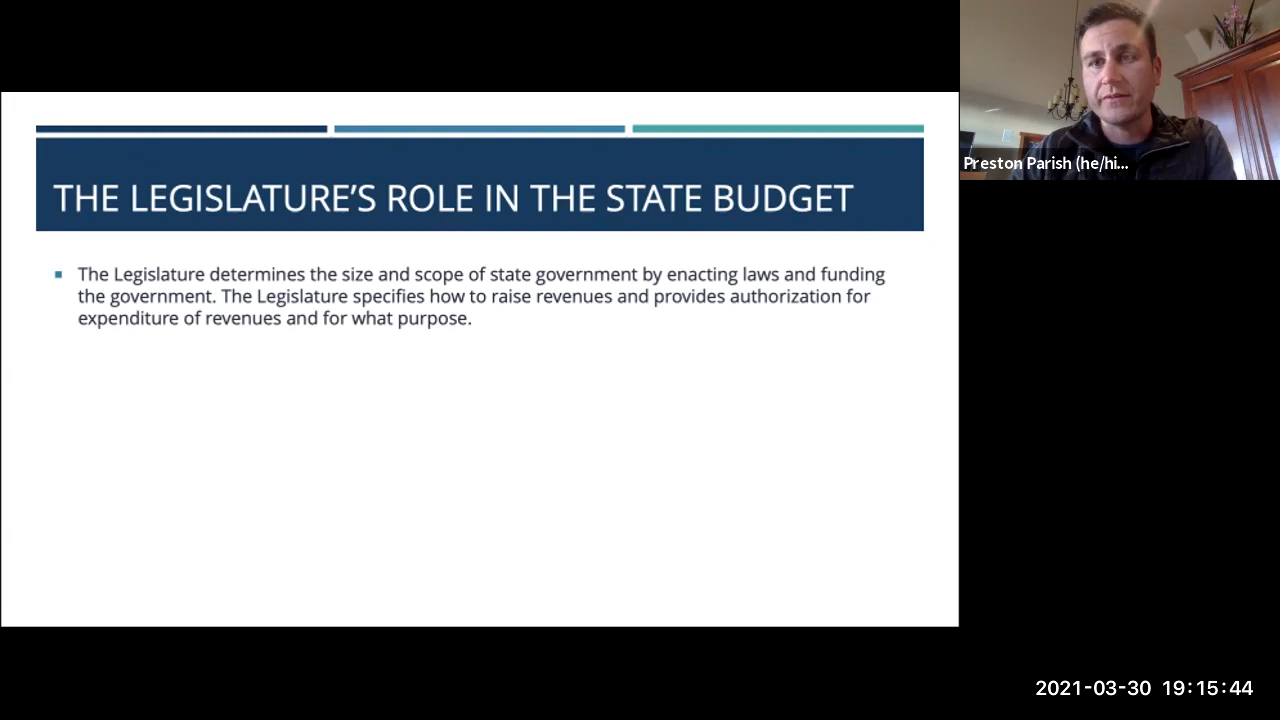 THE LEGISLATURE’S ROLE IN THE STATE BUDGET
The Legislature determines the size and scope of state government by enacting laws and funding
the government. The Legislature specifies how to raise revenues and provides authorization for
expenditure of revenues and for what purpose.
Preston Parish (he/hi...
2021-03-30 19:15:44